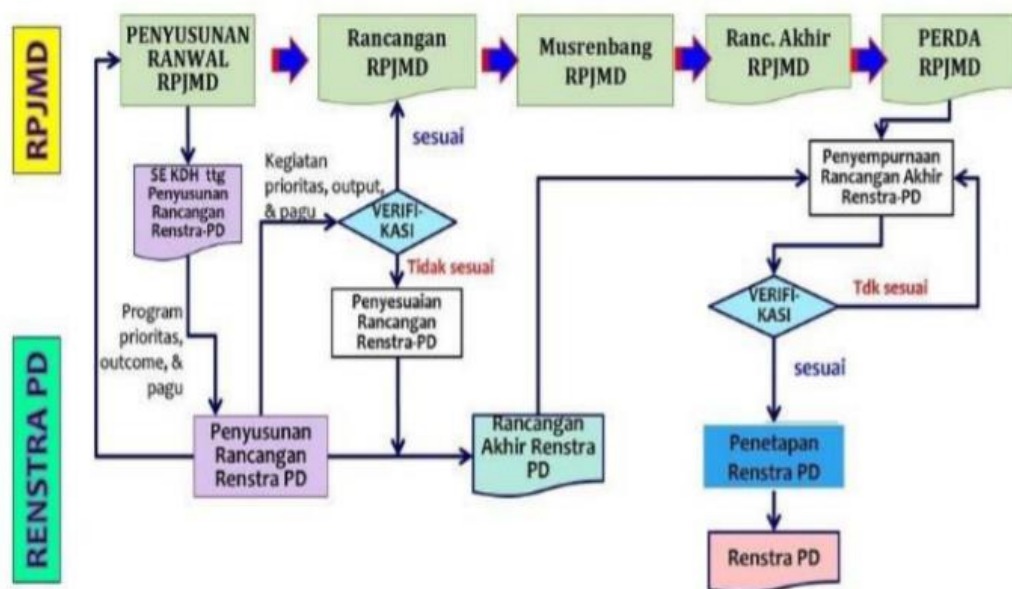 RPJMD
PENYUSUNAN
RANWAL
RPJMD
Rancangan
RPJMD
Musrenbang
RPJMD
Ranc. Akhir
RPJMD
PERDA
RPJMD
SE KDH ttg
Penyusunan
Rancangan
Renstra-PD
Kegiatan
prioritas, output,
& pagu
sesuai
VERIFI-
KASI
Tidak sesuai
Penyesuaian
Rancangan
Renstra-PD
Penyempurnaan
Rancangan Akhir
Renstra-PD
VERIFI-
KASI
Tdk sesuai
sesuai
RENSTRA PD
Program
prioritas,
outcome, &
pagu
Penyusunan
Rancangan
Renstra PD
Rancangan
Akhir Renstra
PD
Penetapan
Renstra PD
Renstra PD